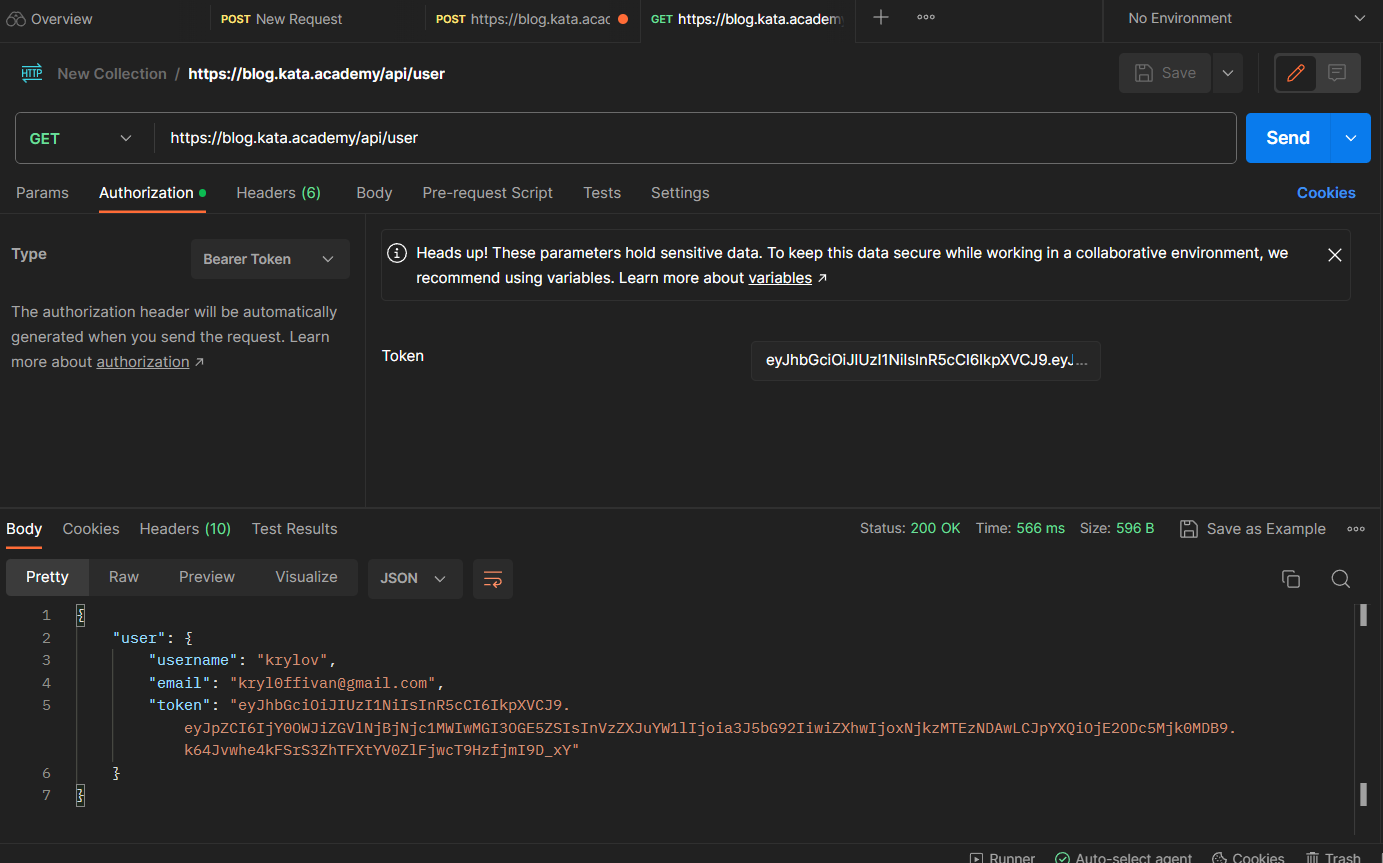 Overview
POST New Request
POST https://blog.kata.acac
GET https://blog.kata.academ
No Environment
HTTP New Collection / https://blog.kata.academy/api/user
Save
GET https://blog.kata.academy/api/user
Send
Params Authorization Headers (6) Body Pre-request Script Tests Settings
Cookies
Type
Bearer Token
The authorization header will be automatically
generated when you send the request. Learn
more about authorization ↗
Heads up! These parameters hold sensitive data. To keep this data secure while working in a collaborative environment, we
recommend using variables. Learn more about variables ↗
Token
eyJhbGciOiJIUzI1NiIsInR5cCI6IkpXVCJ9.eyJ...
Body Cookies Headers (10) Test Results
Status: 200 OK Time: 566 ms Size: 596 B Save as Example
Pretty Raw Preview Visualize JSON
1 {
2 "user": {
3 "username": "krylov",
4 "email": "kryl0ffivan@gmail.com",
5 "token": "eyJhbGciOiJIUzI1NiIsInR5cCI6IkpXVCJ9.
eyJpZCI6IjY0OWJiZGVlNjBjNjc1MWIwMGI3OGE5ZSIsInVzZXJuYW1lIjoia3J5bG92IiwiZXhwIjoxNjkzMTEzNDAwLCJpYXQiOjE2ODc5Mjk0MDB9.
k64Jvwhe4kFSrS3ZhTFXtYV0ZlFjwcT9HzfjmI9D_xY"
6 }
7 }
Runner Auto-select agent Cookies Trash